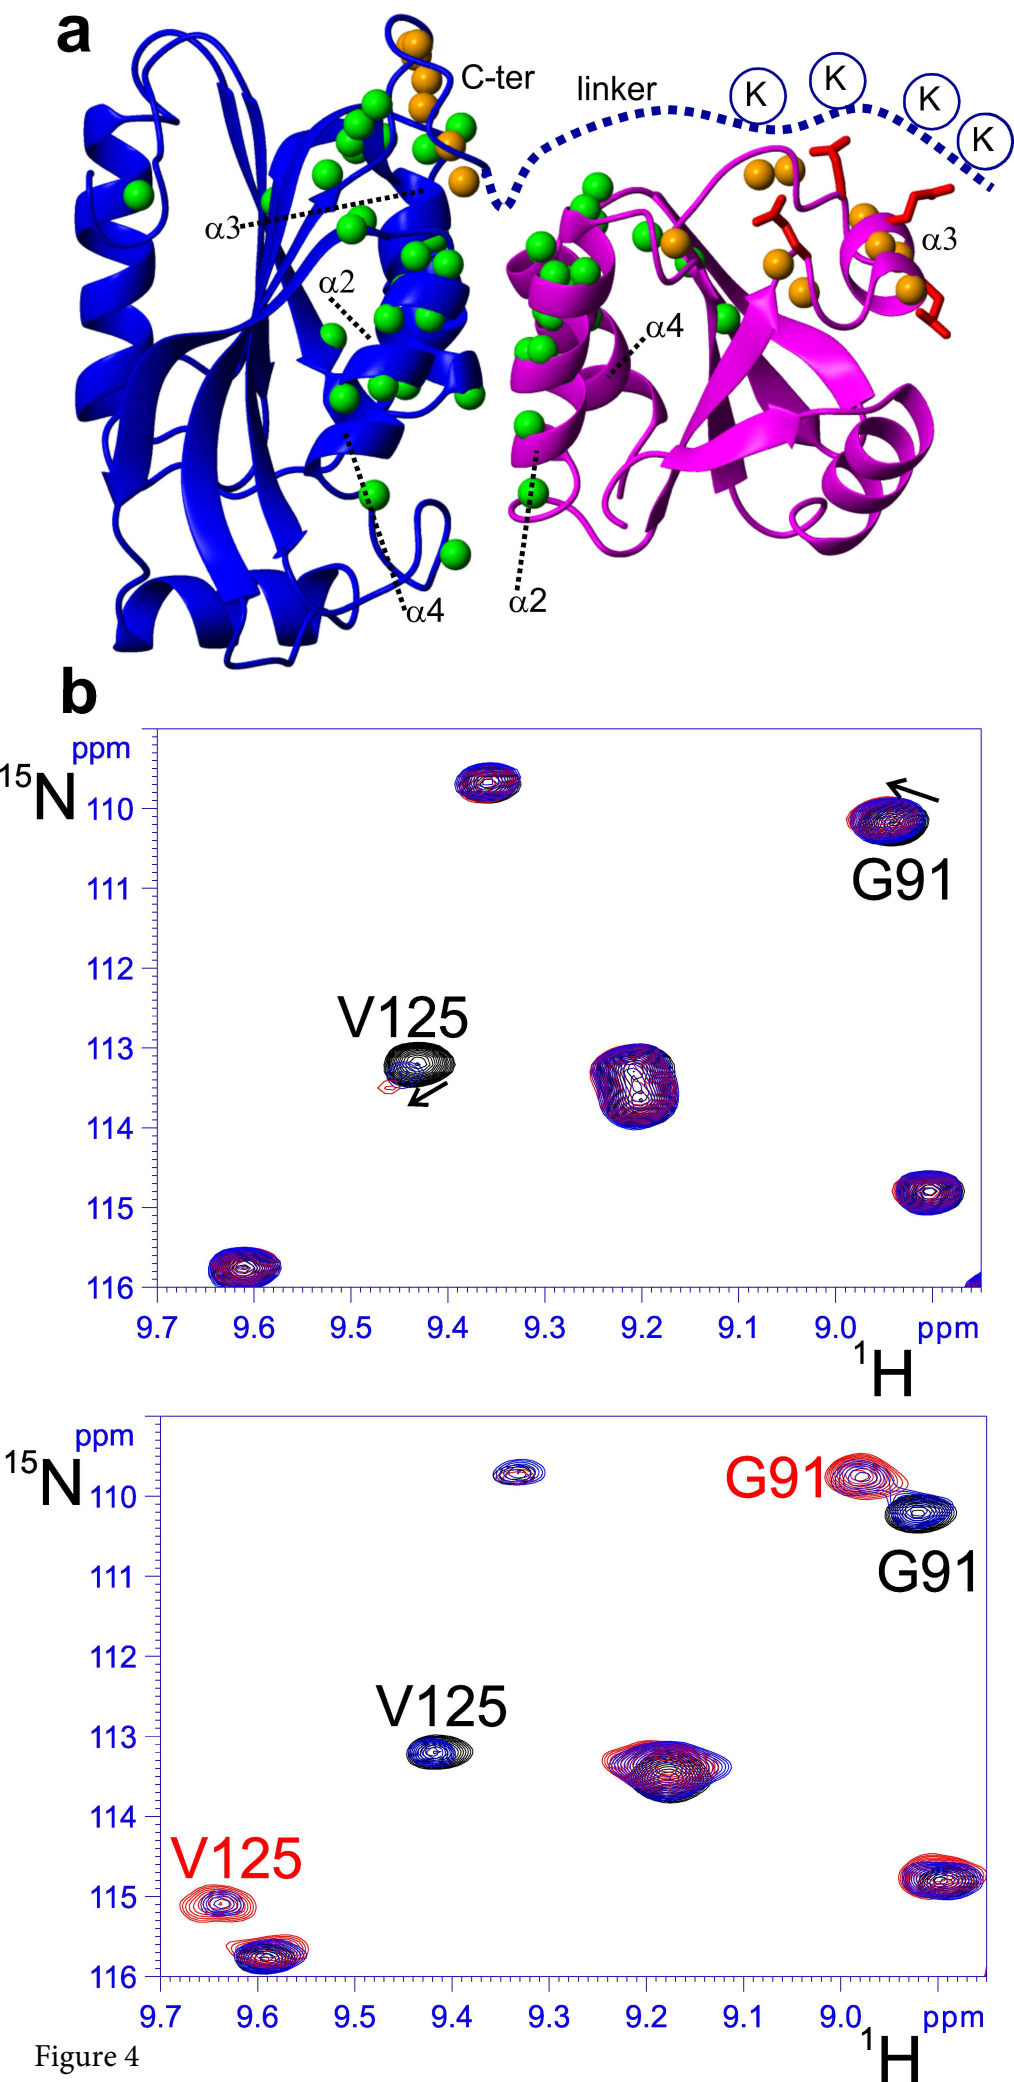 a
C-ter
linker
K
K
K
K
α3
α3
α2
α4
α4
α2
b
ppm
15N
110
G91
111
112
V125
113
114
115
116
9.7 9.6 9.5 9.4 9.3 9.2 9.1 9.0 ppm
1H
ppm
15N
G91
110
G91
111
112
V125
113
114
V125
115
116
9.7 9.6 9.5 9.4 9.3 9.2 9.1 9.0 ppm
1H
Figure 4